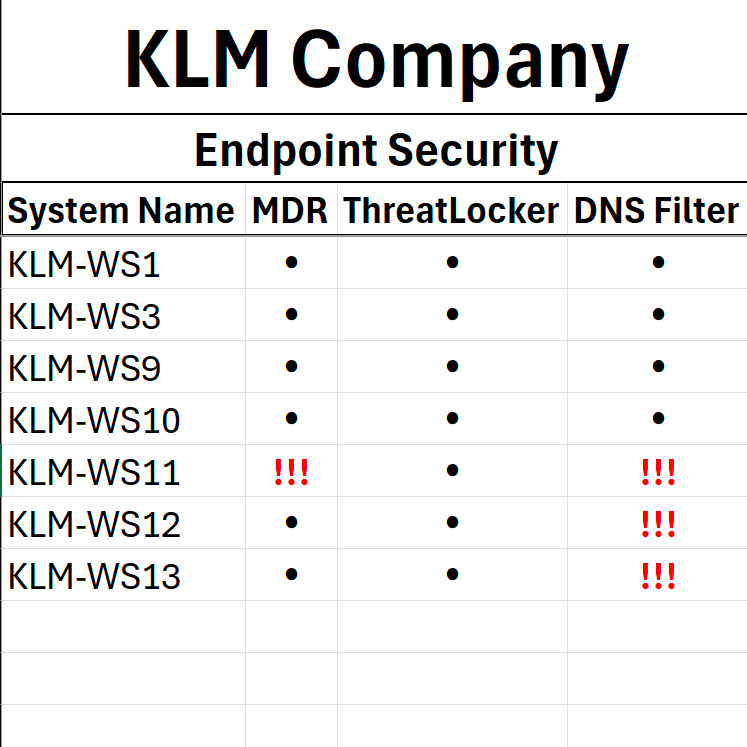 KLM Company
Endpoint Security
System Name MDR ThreatLocker DNS Filter
KLM-WS1 • • •
KLM-WS3 • • •
KLM-WS9 • • •
KLM-WS10 • • •
KLM-WS11 !!! • !!!
KLM-WS12 • • !!!
KLM-WS13 • • !!!